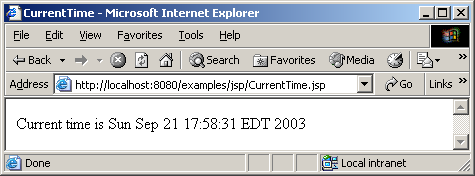 CurrentTime - Microsoft Internet Explorer
File Edit View Favorites Tools Help
Back Search Favorites Media
Address http://localhost:8080/examples/jsp/CurrentTime.jsp Go Links »
Current time is Sun Sep 21 17:58:31 EDT 2003
Done Local intranet